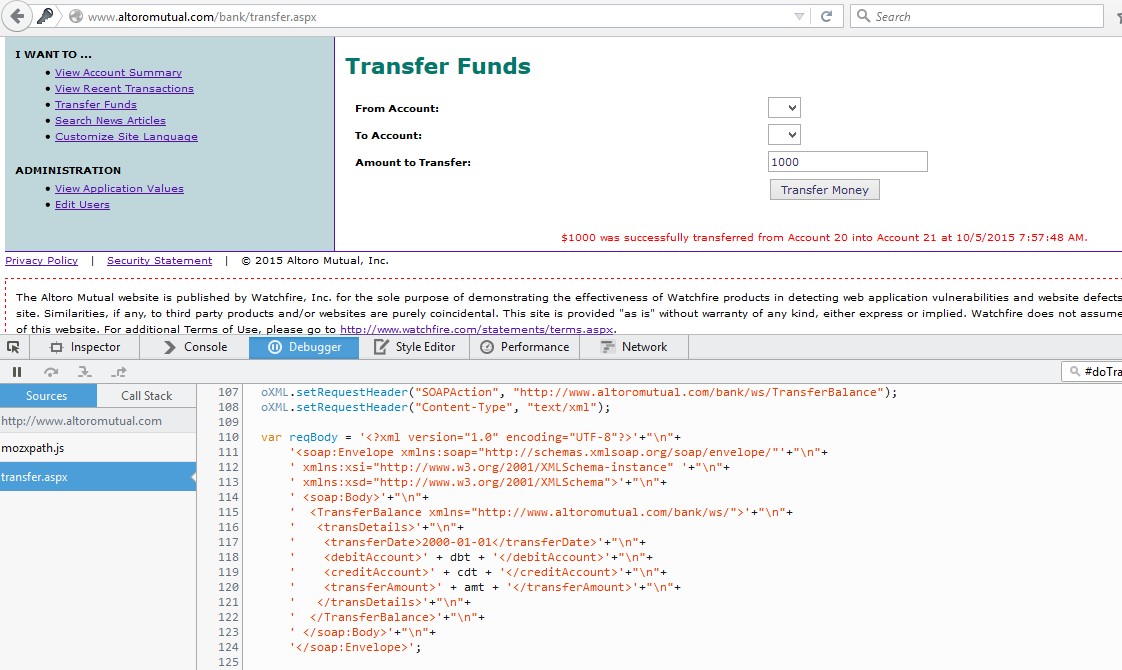 www.altoromutual.com/bank/transfer.aspx
Search
I WANT TO ...
• View Account Summary
• View Recent Transactions
• Transfer Funds
• Search News Articles
• Customize Site Language
ADMINISTRATION
• View Application Values
• Edit Users
Transfer Funds
From Account:
To Account:
Amount to Transfer: 1000
Transfer Money
$1000 was successfully transferred from Account 20 into Account 21 at 10/5/2015 7:57:48 AM.
Privacy Policy | Security Statement | © 2015 Altoro Mutual, Inc.
The Altoro Mutual website is published by Watchfire, Inc. for the sole purpose of demonstrating the effectiveness of Watchfire products in detecting web application vulnerabilities and website defects
site. Similarities, if any, to third party products and/or websites are purely coincidental. This site is provided "as is" without warranty of any kind, either express or implied. Watchfire does not assume
of this website. For additional Terms of Use, please go to http://www.watchfire.com/statements/terms.aspx.
Inspector Console Debugger Style Editor Performance Network
#doTra
Sources Call Stack
http://www.altoromutual.com
mozxpath.js
transfer.aspx
107 oXML.setRequestHeader("SOAPAction", "http://www.altoromutual.com/bank/ws/TransferBalance");
108 oXML.setRequestHeader("Content-Type", "text/xml");
109
110 var reqBody = '<?xml version="1.0" encoding="UTF-8"?>'+"\n"+
111 '<soap:Envelope xmlns:soap="http://schemas.xmlsoap.org/soap/envelope/"'+"\n"+
112 ' xmlns:xsi="http://www.w3.org/2001/XMLSchema-instance" '+"\n"+
113 ' xmlns:xsd="http://www.w3.org/2001/XMLSchema">'+"\n"+
114 ' <soap:Body>'+"\n"+
115 '  <TransferBalance xmlns="http://www.altoromutual.com/bank/ws/">'+"\n"+
116 '   <transDetails>'+"\n"+
117 '    <transferDate>2000-01-01</transferDate>'+"\n"+
118 '    <debitAccount>' + dbt + '</debitAccount>'+"\n"+
119 '    <creditAccount>' + cdt + '</creditAccount>'+"\n"+
120 '    <transferAmount>' + amt + '</transferAmount>'+"\n"+
121 '   </transDetails>'+"\n"+
122 '  </TransferBalance>'+"\n"+
123 ' </soap:Body>'+"\n"+
124 '</soap:Envelope>';
125